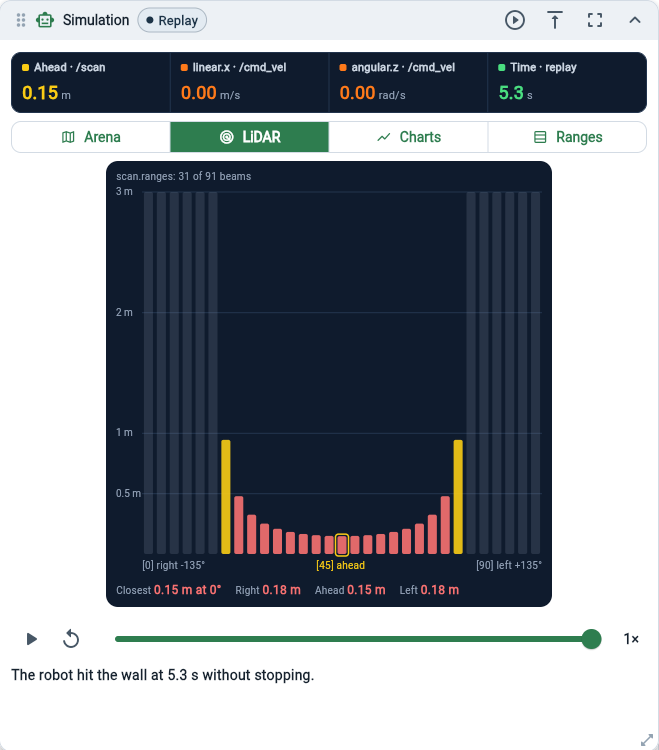 Simulation
Replay
Ahead · /scan
0.15 m
linear.x · /cmd_vel
0.00 m/s
angular.z · /cmd_vel
0.00 rad/s
Time · replay
5.3 s
Arena
LiDAR
Charts
Ranges
scan.ranges: 31 of 91 beams
3 m
2 m
1 m
0.5 m
[0] right -135°
[45] ahead
[90] left +135°
Closest 0.15 m at 0° Right 0.18 m Ahead 0.15 m Left 0.18 m
1×
The robot hit the wall at 5.3 s without stopping.